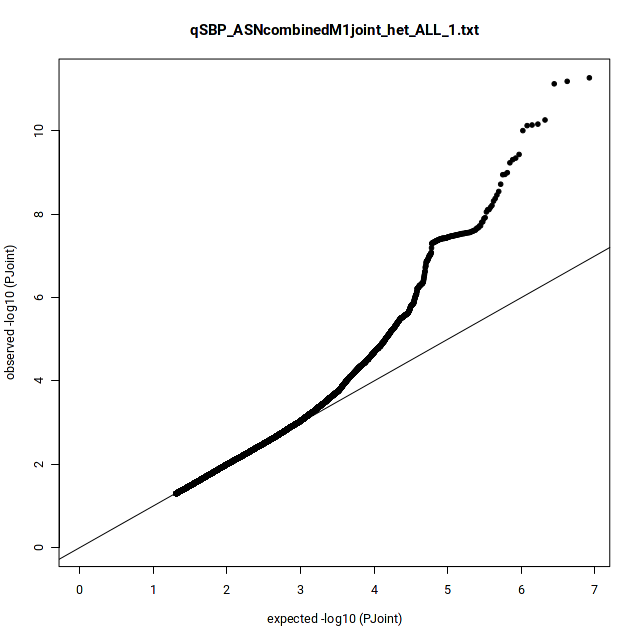 qSBP_ASNcombinedM1joint_het_ALL_1.txt
observed -log10 (PJoint)
10
8
6
4
2
0
0 1 2 3 4 5 6 7
expected -log10 (PJoint)